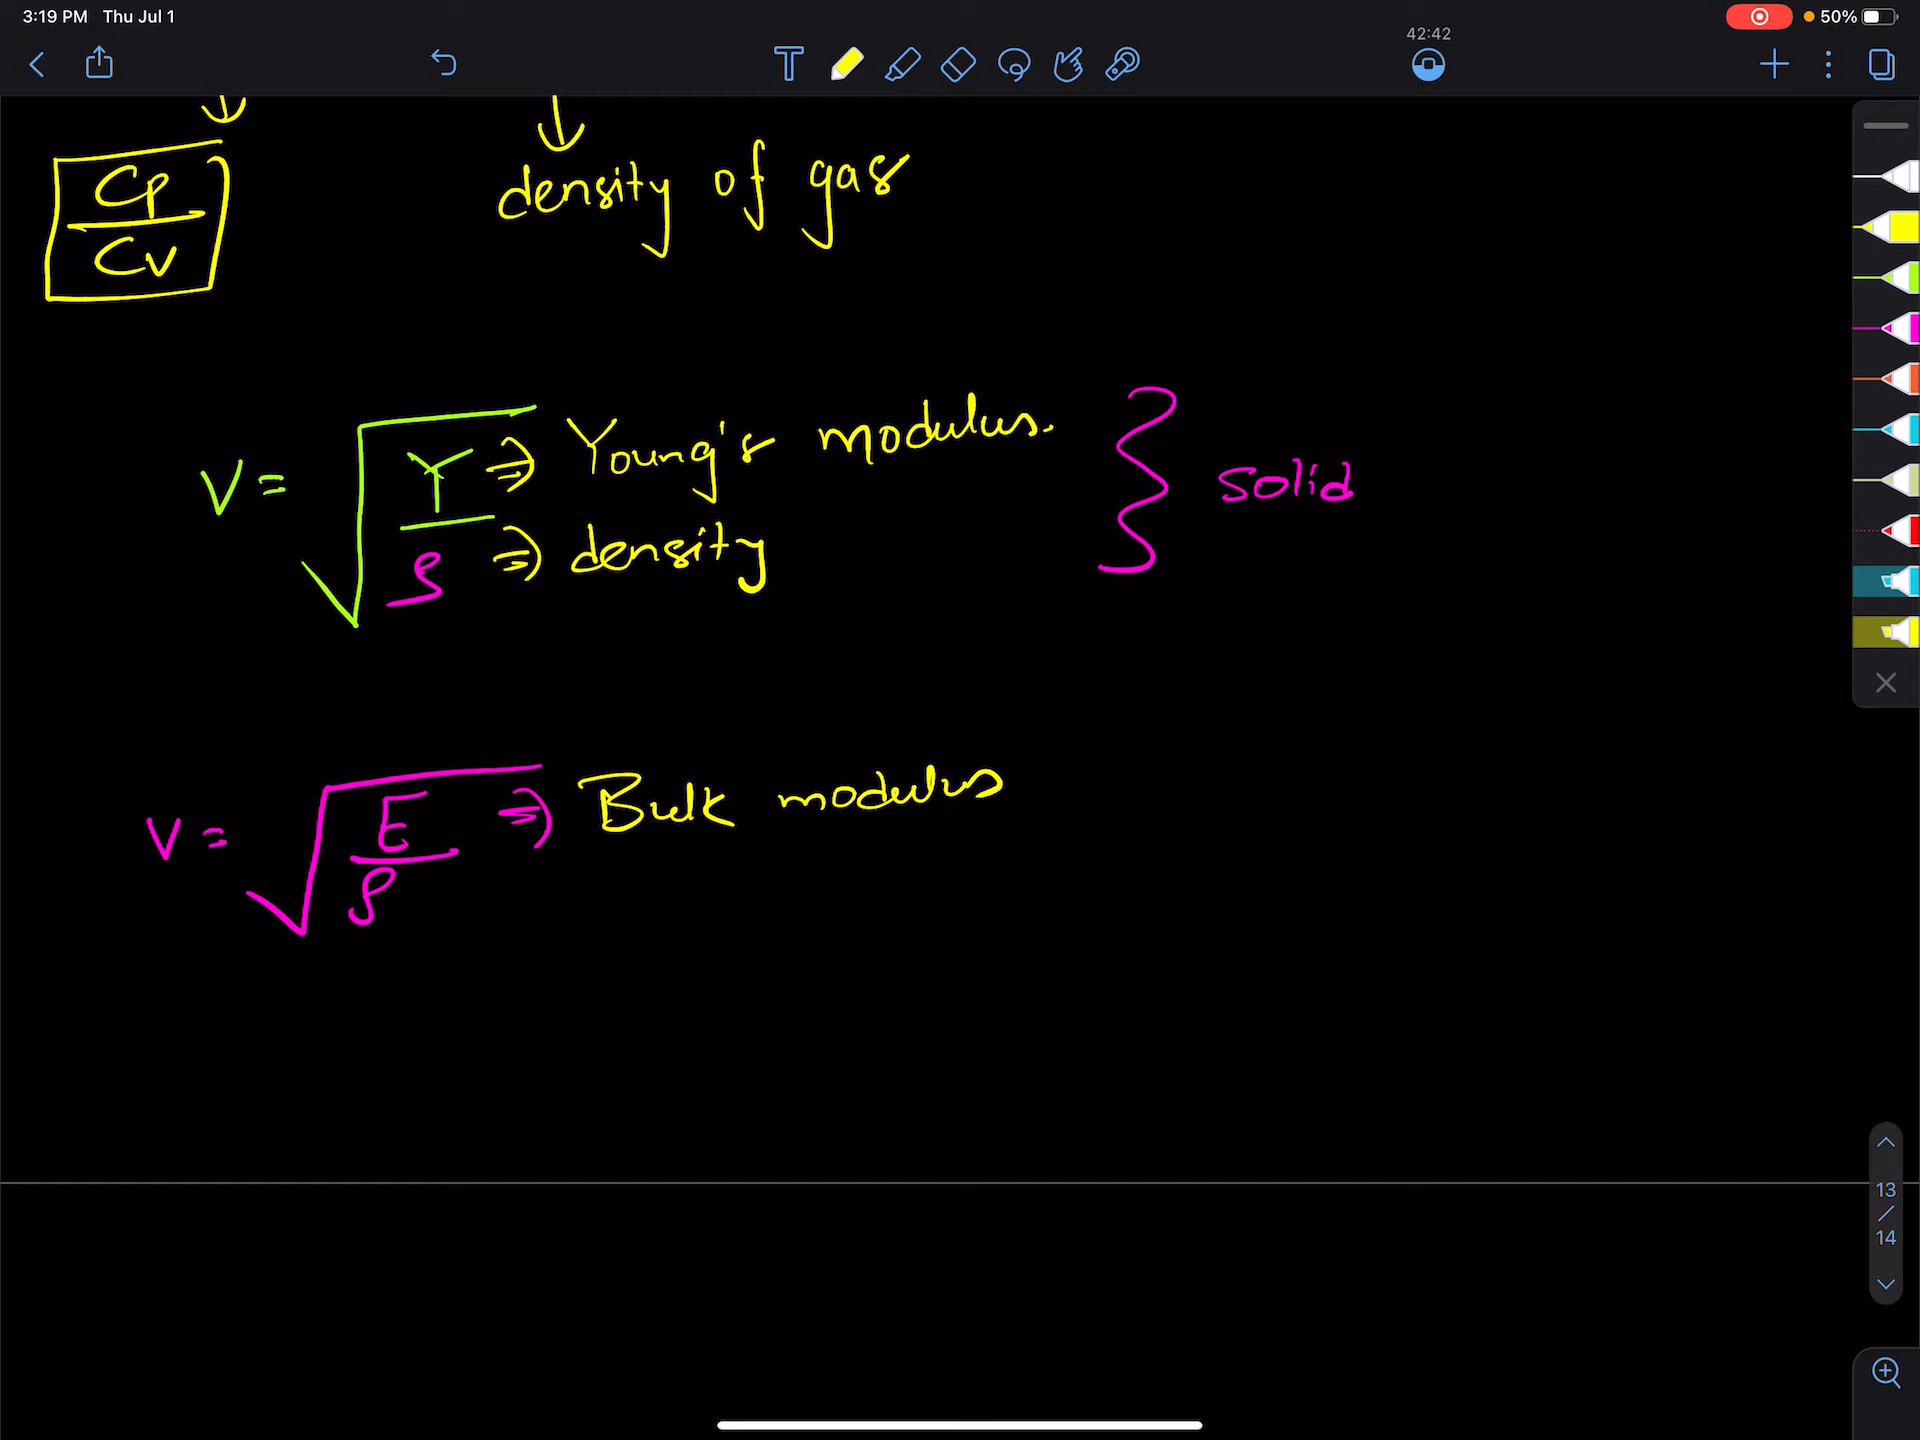 3:19 PM Thu Jul 1
50%
42:42
Cp
Cv
density of gas
V = √ Y ⇒ Young's modulus.
ρ ⇒ density
solid
V = √ E ⇒ Bulk modulus
ρ
13
/
14